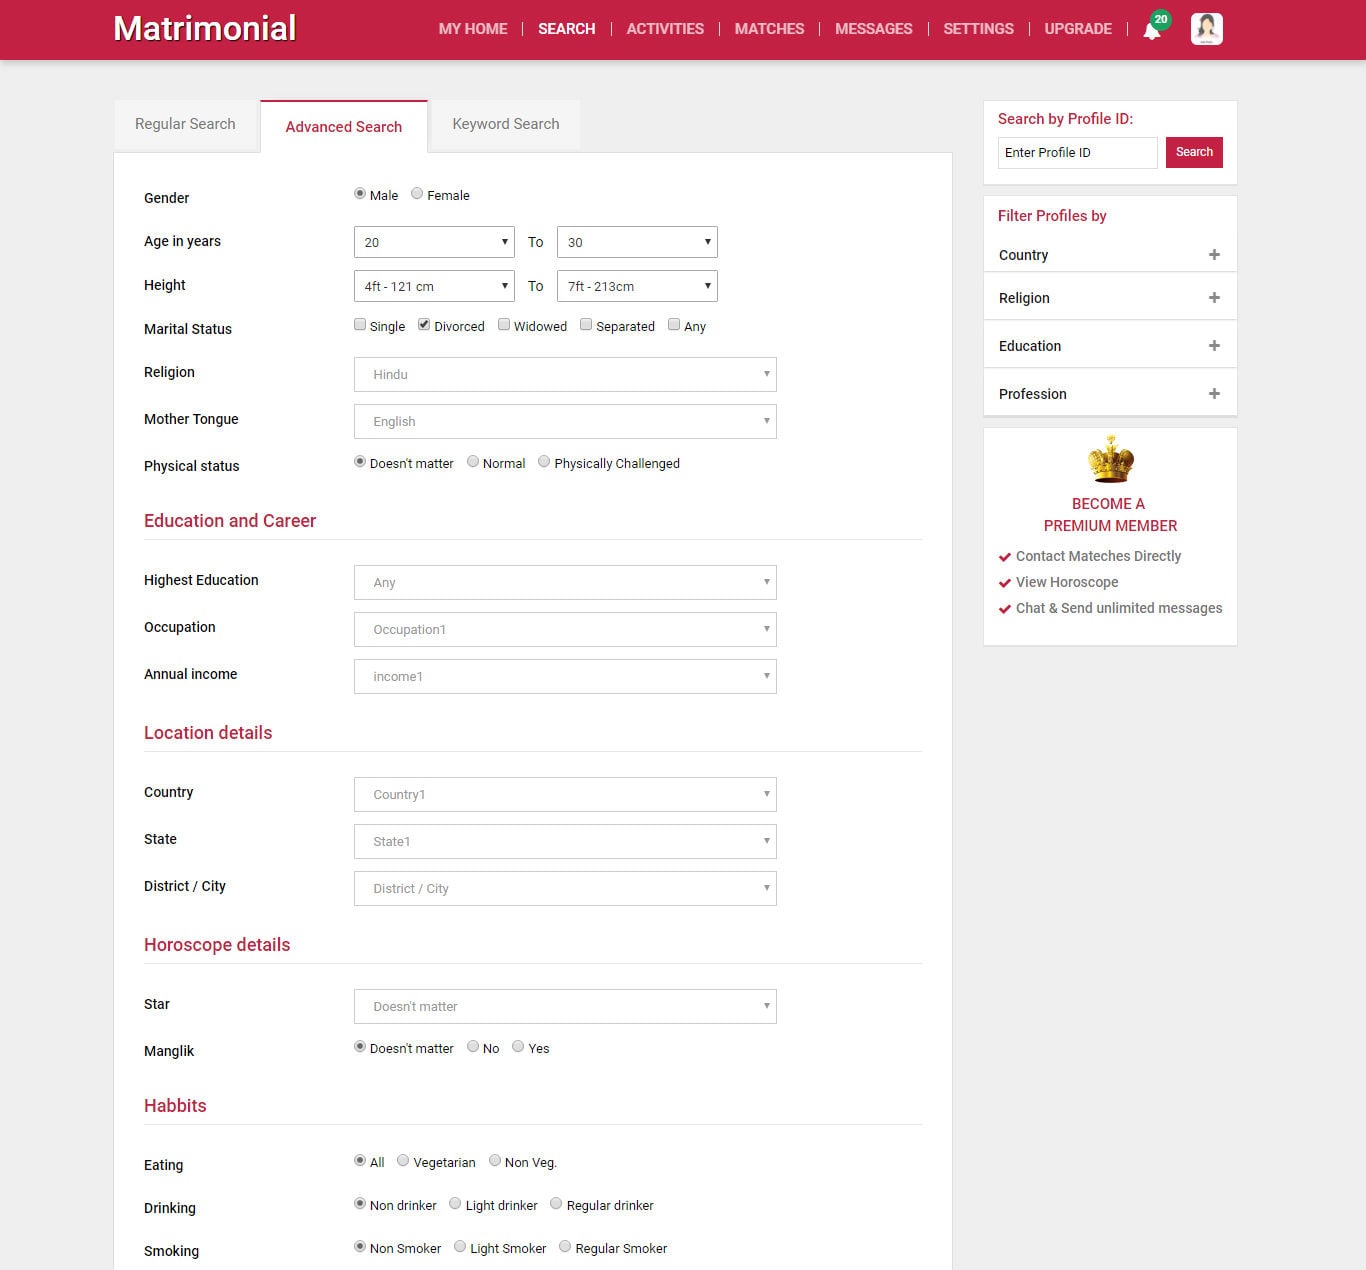 Matrimonial
MY HOME | SEARCH | ACTIVITIES | MATCHES | MESSAGES | SETTINGS | UPGRADE | 20
Regular Search
Advanced Search
Keyword Search
Gender
Male Female
Age in years
20 To 30
Height
4ft - 121 cm To 7ft - 213cm
Marital Status
Single Divorced Widowed Separated Any
Religion
Hindu
Mother Tongue
English
Physical status
Doesn't matter Normal Physically Challenged
Education and Career
Highest Education
Any
Occupation
Occupation1
Annual income
income1
Location details
Country
Country1
State
State1
District / City
District / City
Horoscope details
Star
Doesn't matter
Manglik
Doesn't matter No Yes
Habbits
Eating
All Vegetarian Non Veg.
Drinking
Non drinker Light drinker Regular drinker
Smoking
Non Smoker Light Smoker Regular Smoker
Search by Profile ID:
Enter Profile ID
Search
Filter Profiles by
Country
Religion
Education
Profession
BECOME A
PREMIUM MEMBER
Contact Mateches Directly
View Horoscope
Chat & Send unlimited messages